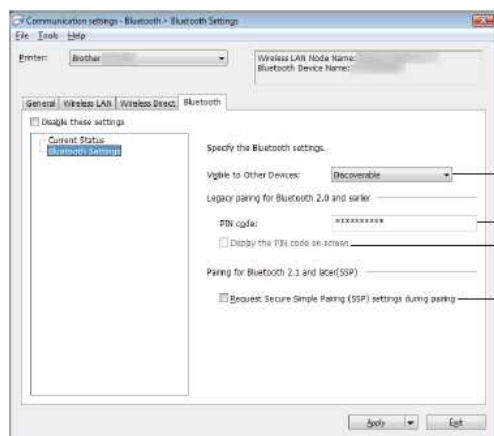 Communication settings - Bluetooth > Bluetooth Settings
File Tools Help
Printer: Brother
Wireless LAN Node Name:
Bluetooth Device Name:
General Wireless LAN Wireless Direct Bluetooth
Disable these settings
Current Status
Bluetooth Settings
Specify the Bluetooth settings.
Visible to Other Devices: Discoverable
Legacy pairing for Bluetooth 2.0 and earlier
PIN code: **********
Display the PIN code on screen
Pairing for Bluetooth 2.1 and later(SSP)
Request Secure Simple Pairing (SSP) settings during pairing
Apply Exit